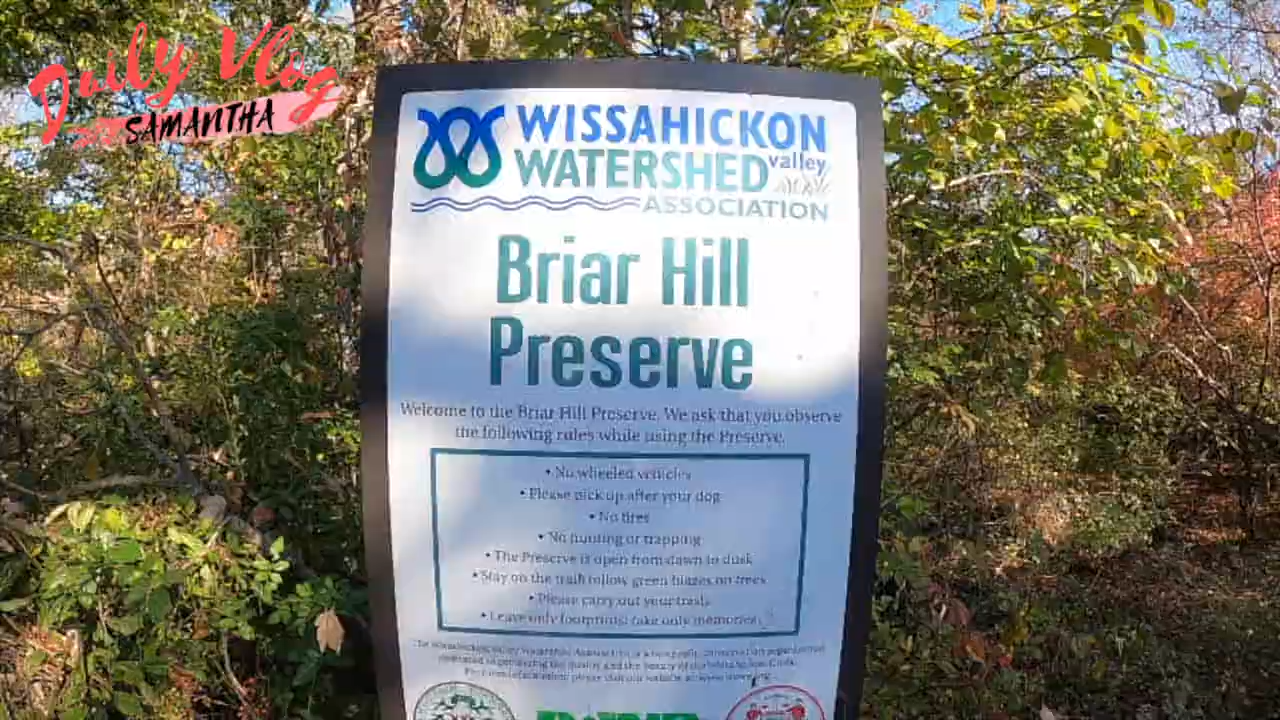 Daily Vlog
SAMANTHA
WISSAHICKON
WATERSHED valley
ASSOCIATION
Briar Hill
Preserve
Welcome to the Briar Hill Preserve. We ask that you observe
the following rules while using the Preserve.
• No wheeled vehicles
• Please pick up after your dog
• No fires
• No hunting or trapping
• The Preserve is open from dawn to dusk
• Stay on the trail: follow green blazes on trees
• Please carry out your trash
• Leave only footprints; take only memories